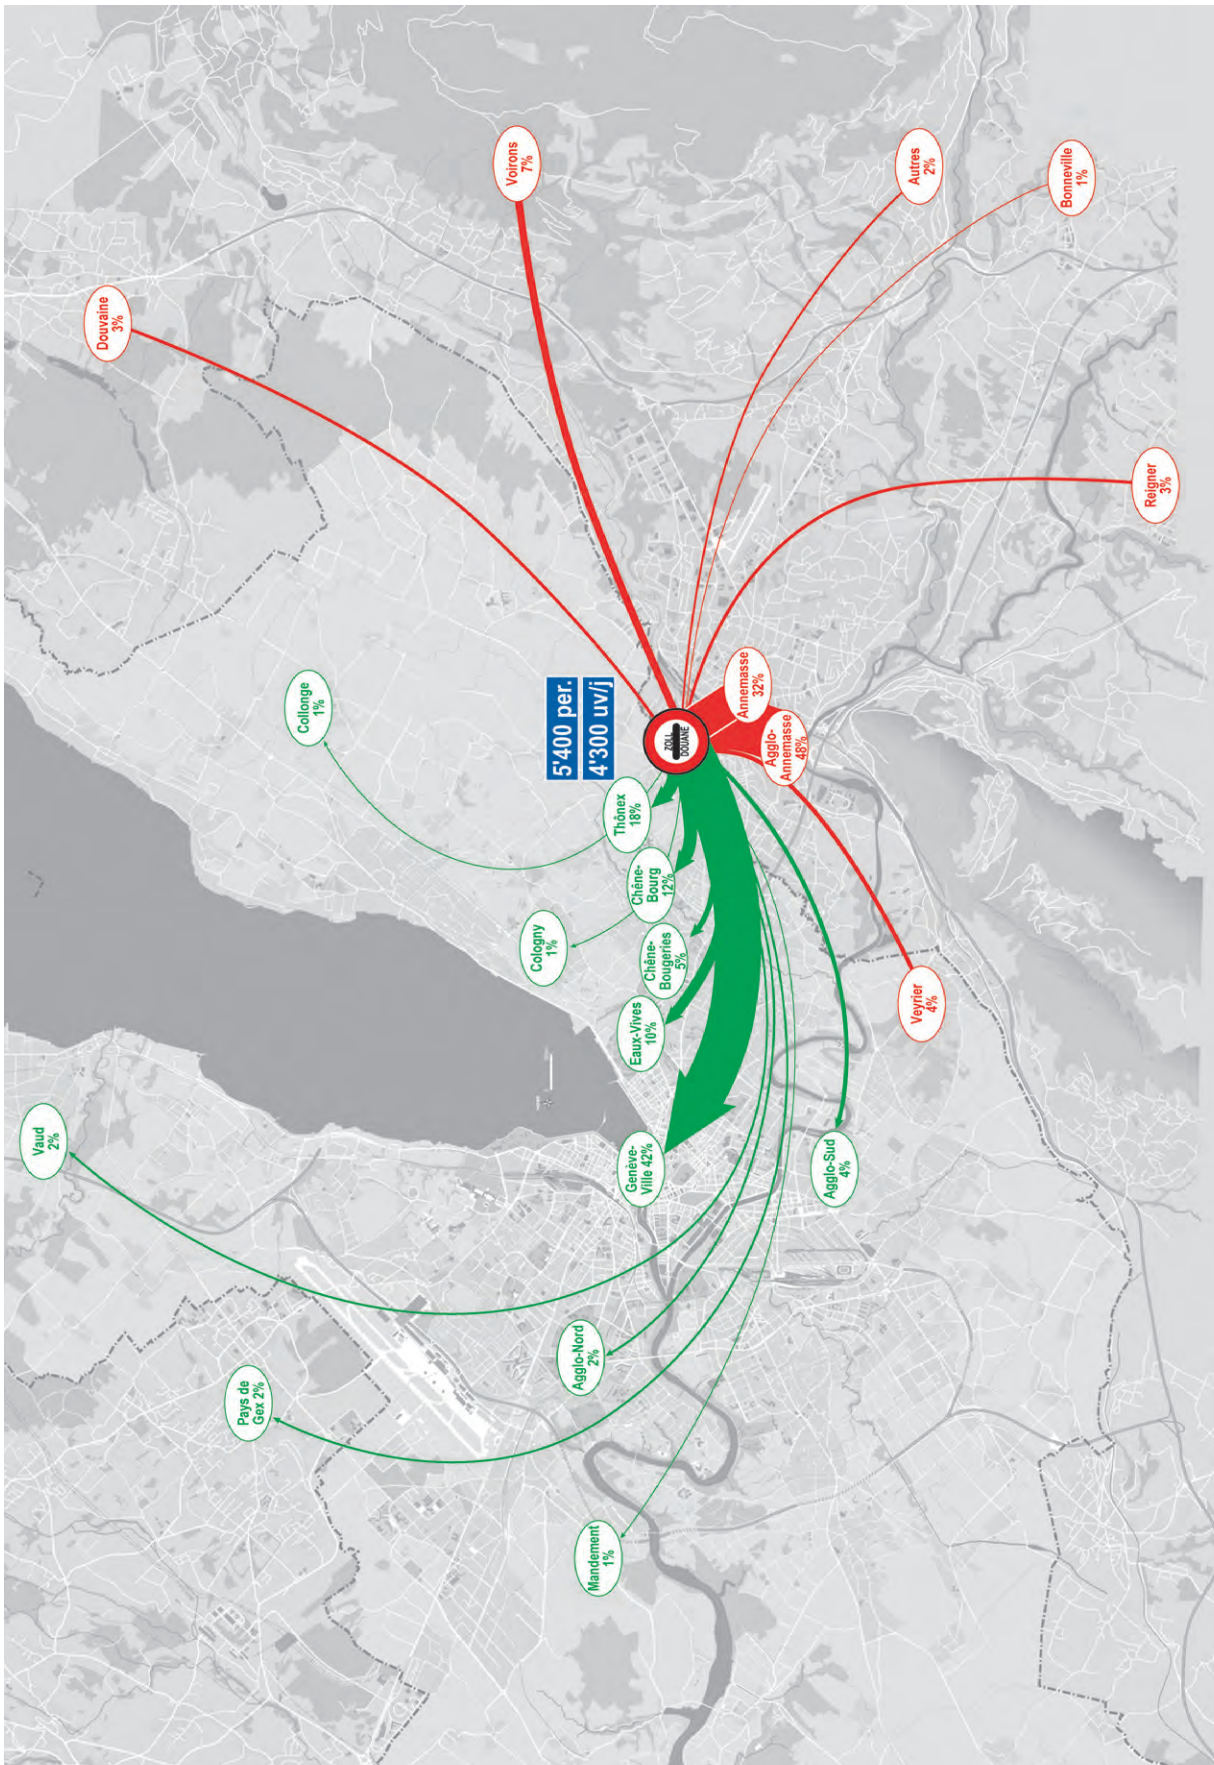 Vaud
2%
Douvaine
3%
Pays de
Gex 2%
Collonge
1%
Voirons
7%
Cologny
1%
5'400 per.
4'300 uv/j
Agglo-Nord
2%
Mandement
1%
Thônex
18%
Genève-
Ville 42%
Eaux-Vives
10%
Chêne-
Bourg
12%
Chêne-
Bougeries
5%
ZOLL
DOUANE
Annemasse
32%
Agglo-
Annemasse
48%
Agglo-Sud
4%
Autres
2%
Veyrier
4%
Bonneville
1%
Reigner
3%